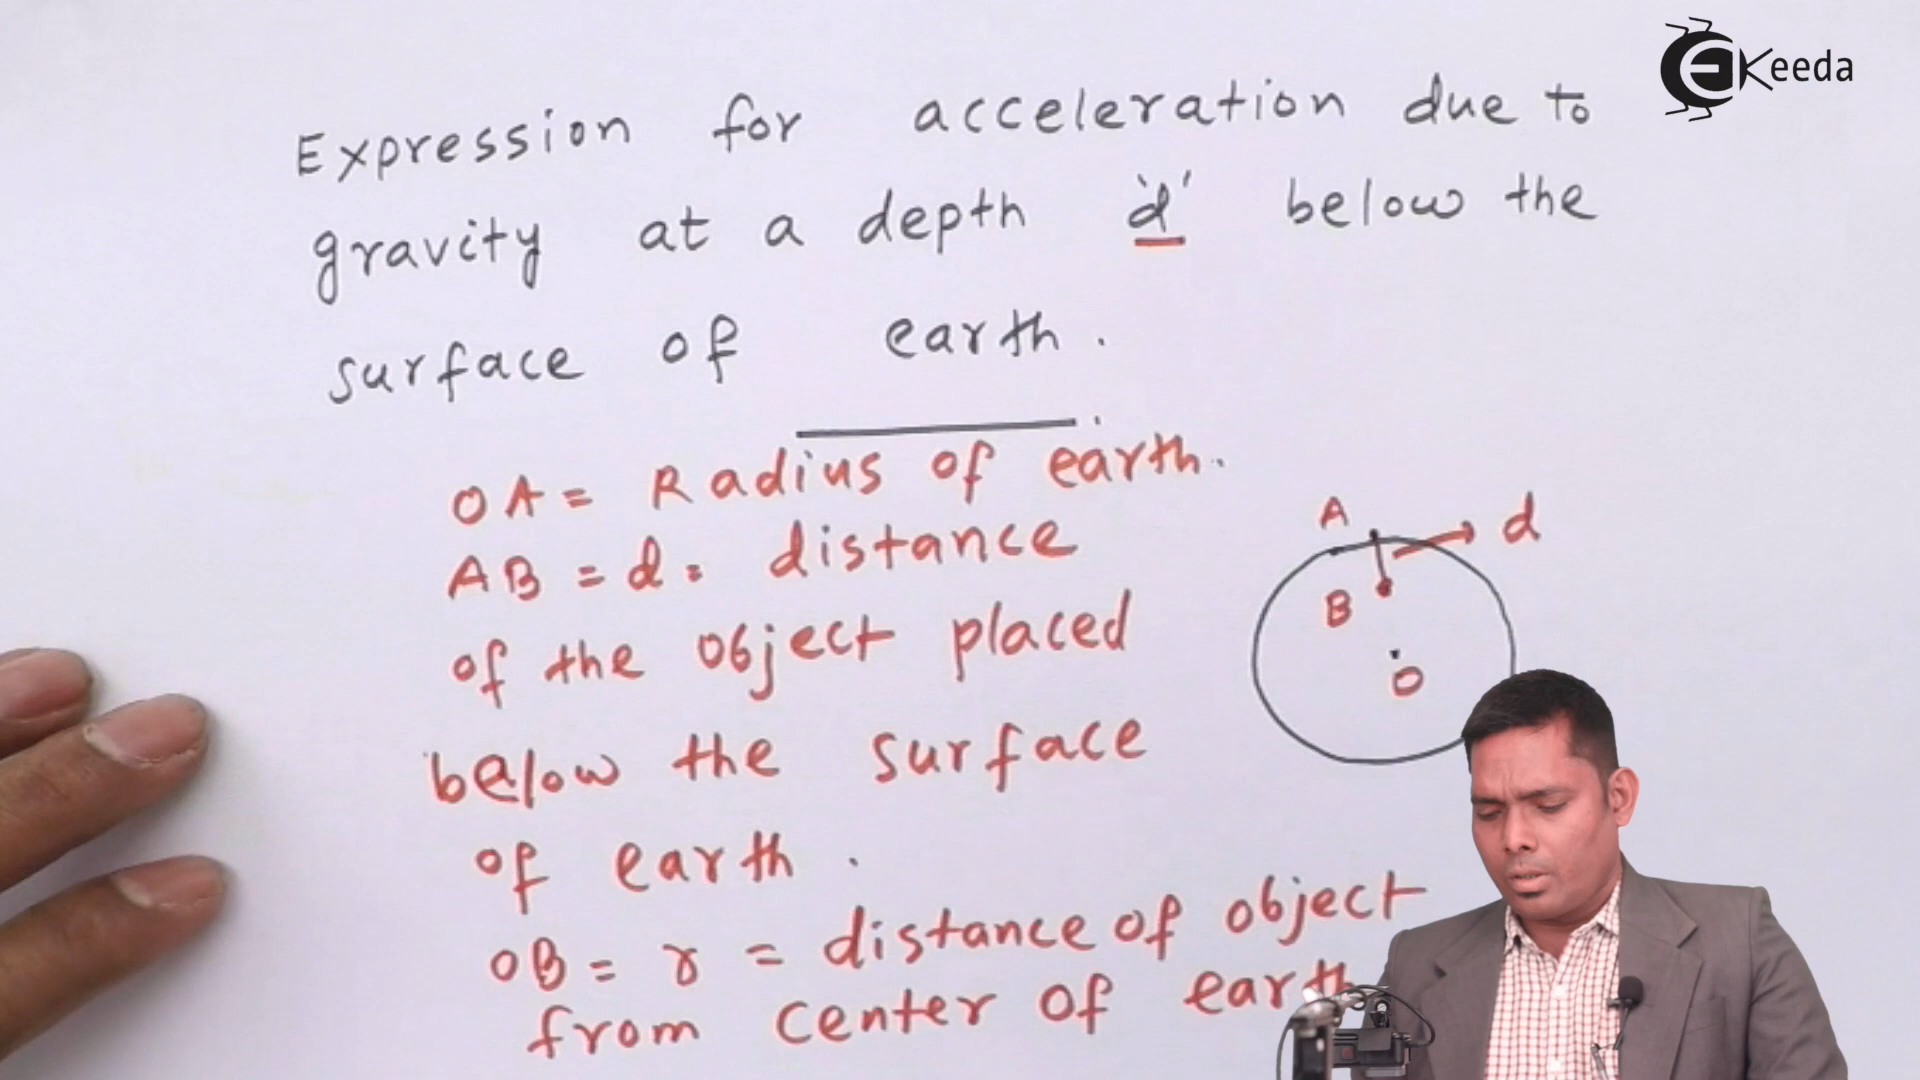 EKeeda
Expression for acceleration due to
gravity at a depth 'd' below the
surface of earth.
OA = Radius of earth.
AB = d = distance
of the object placed
below the surface
of earth.
OB = r = distance of object
from center of earth
A
d
B
O